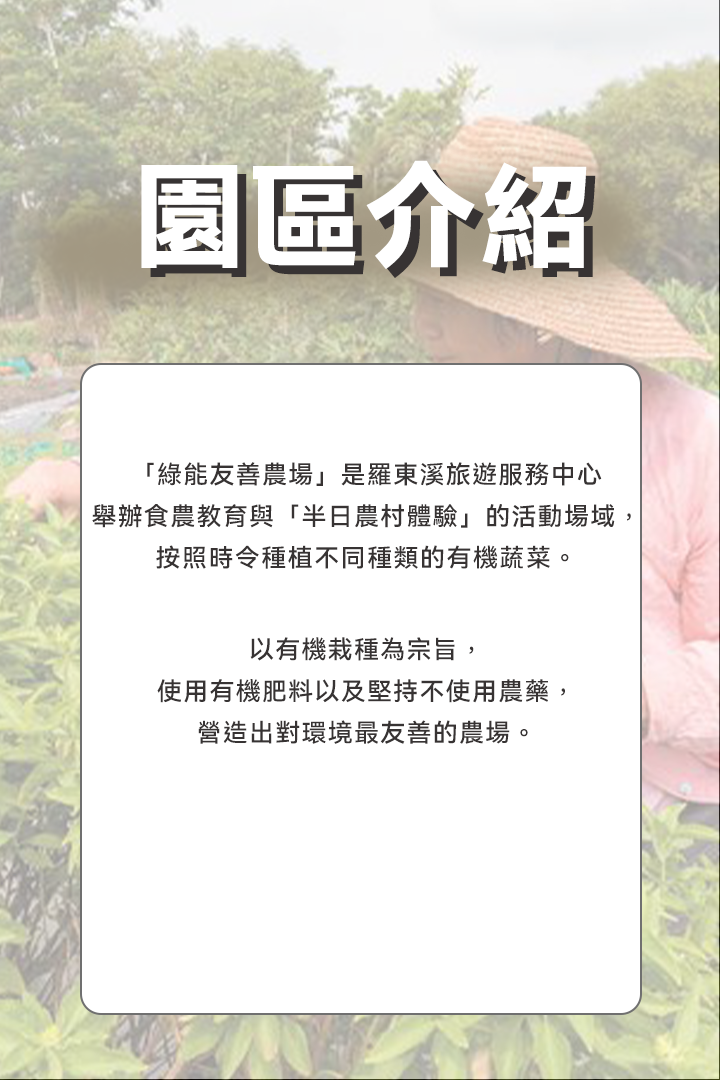 園區介紹
「綠能友善農場」是羅東溪旅遊服務中心
舉辦食農教育與「半日農村體驗」的活動場域，
按照時令種植不同種類的有機蔬菜。
以有機栽種為宗旨，
使用有機肥料以及堅持不使用農藥，
營造出對環境最友善的農場。